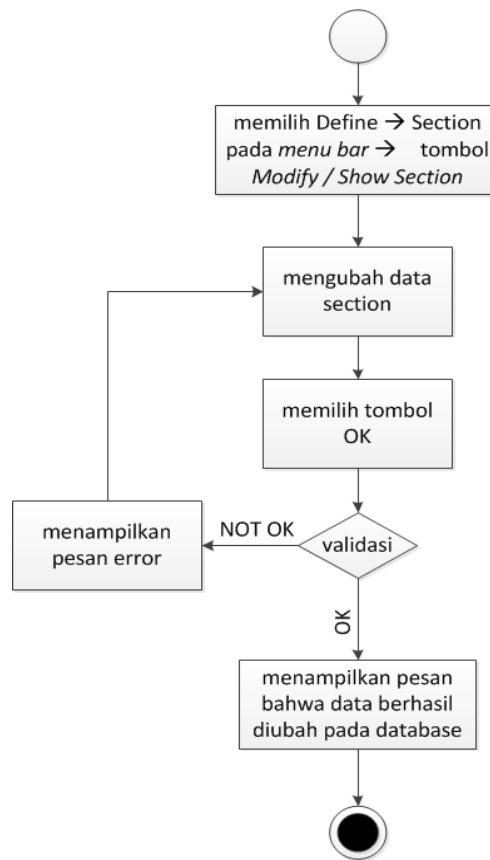 memilih Define → Section
pada menu bar → tombol
Modify / Show Section
mengubah data
section
memilih tombol
OK
validasi
NOT OK
menampilkan
pesan error
OK
menampilkan pesan
bahwa data berhasil
diubah pada database